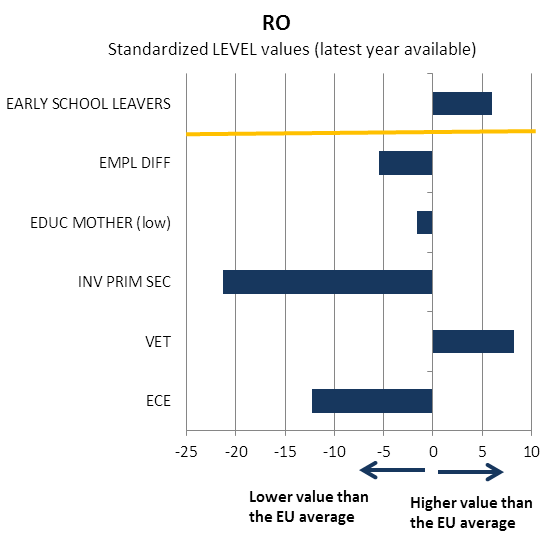 RO
Standardized LEVEL values (latest year available)
EARLY SCHOOL LEAVERS
EMPL DIFF
EDUC MOTHER (low)
INV PRIM SEC
VET
ECE
-25 -20 -15 -10 -5 0 5 10
Lower value than
the EU average
Higher value than
the EU average